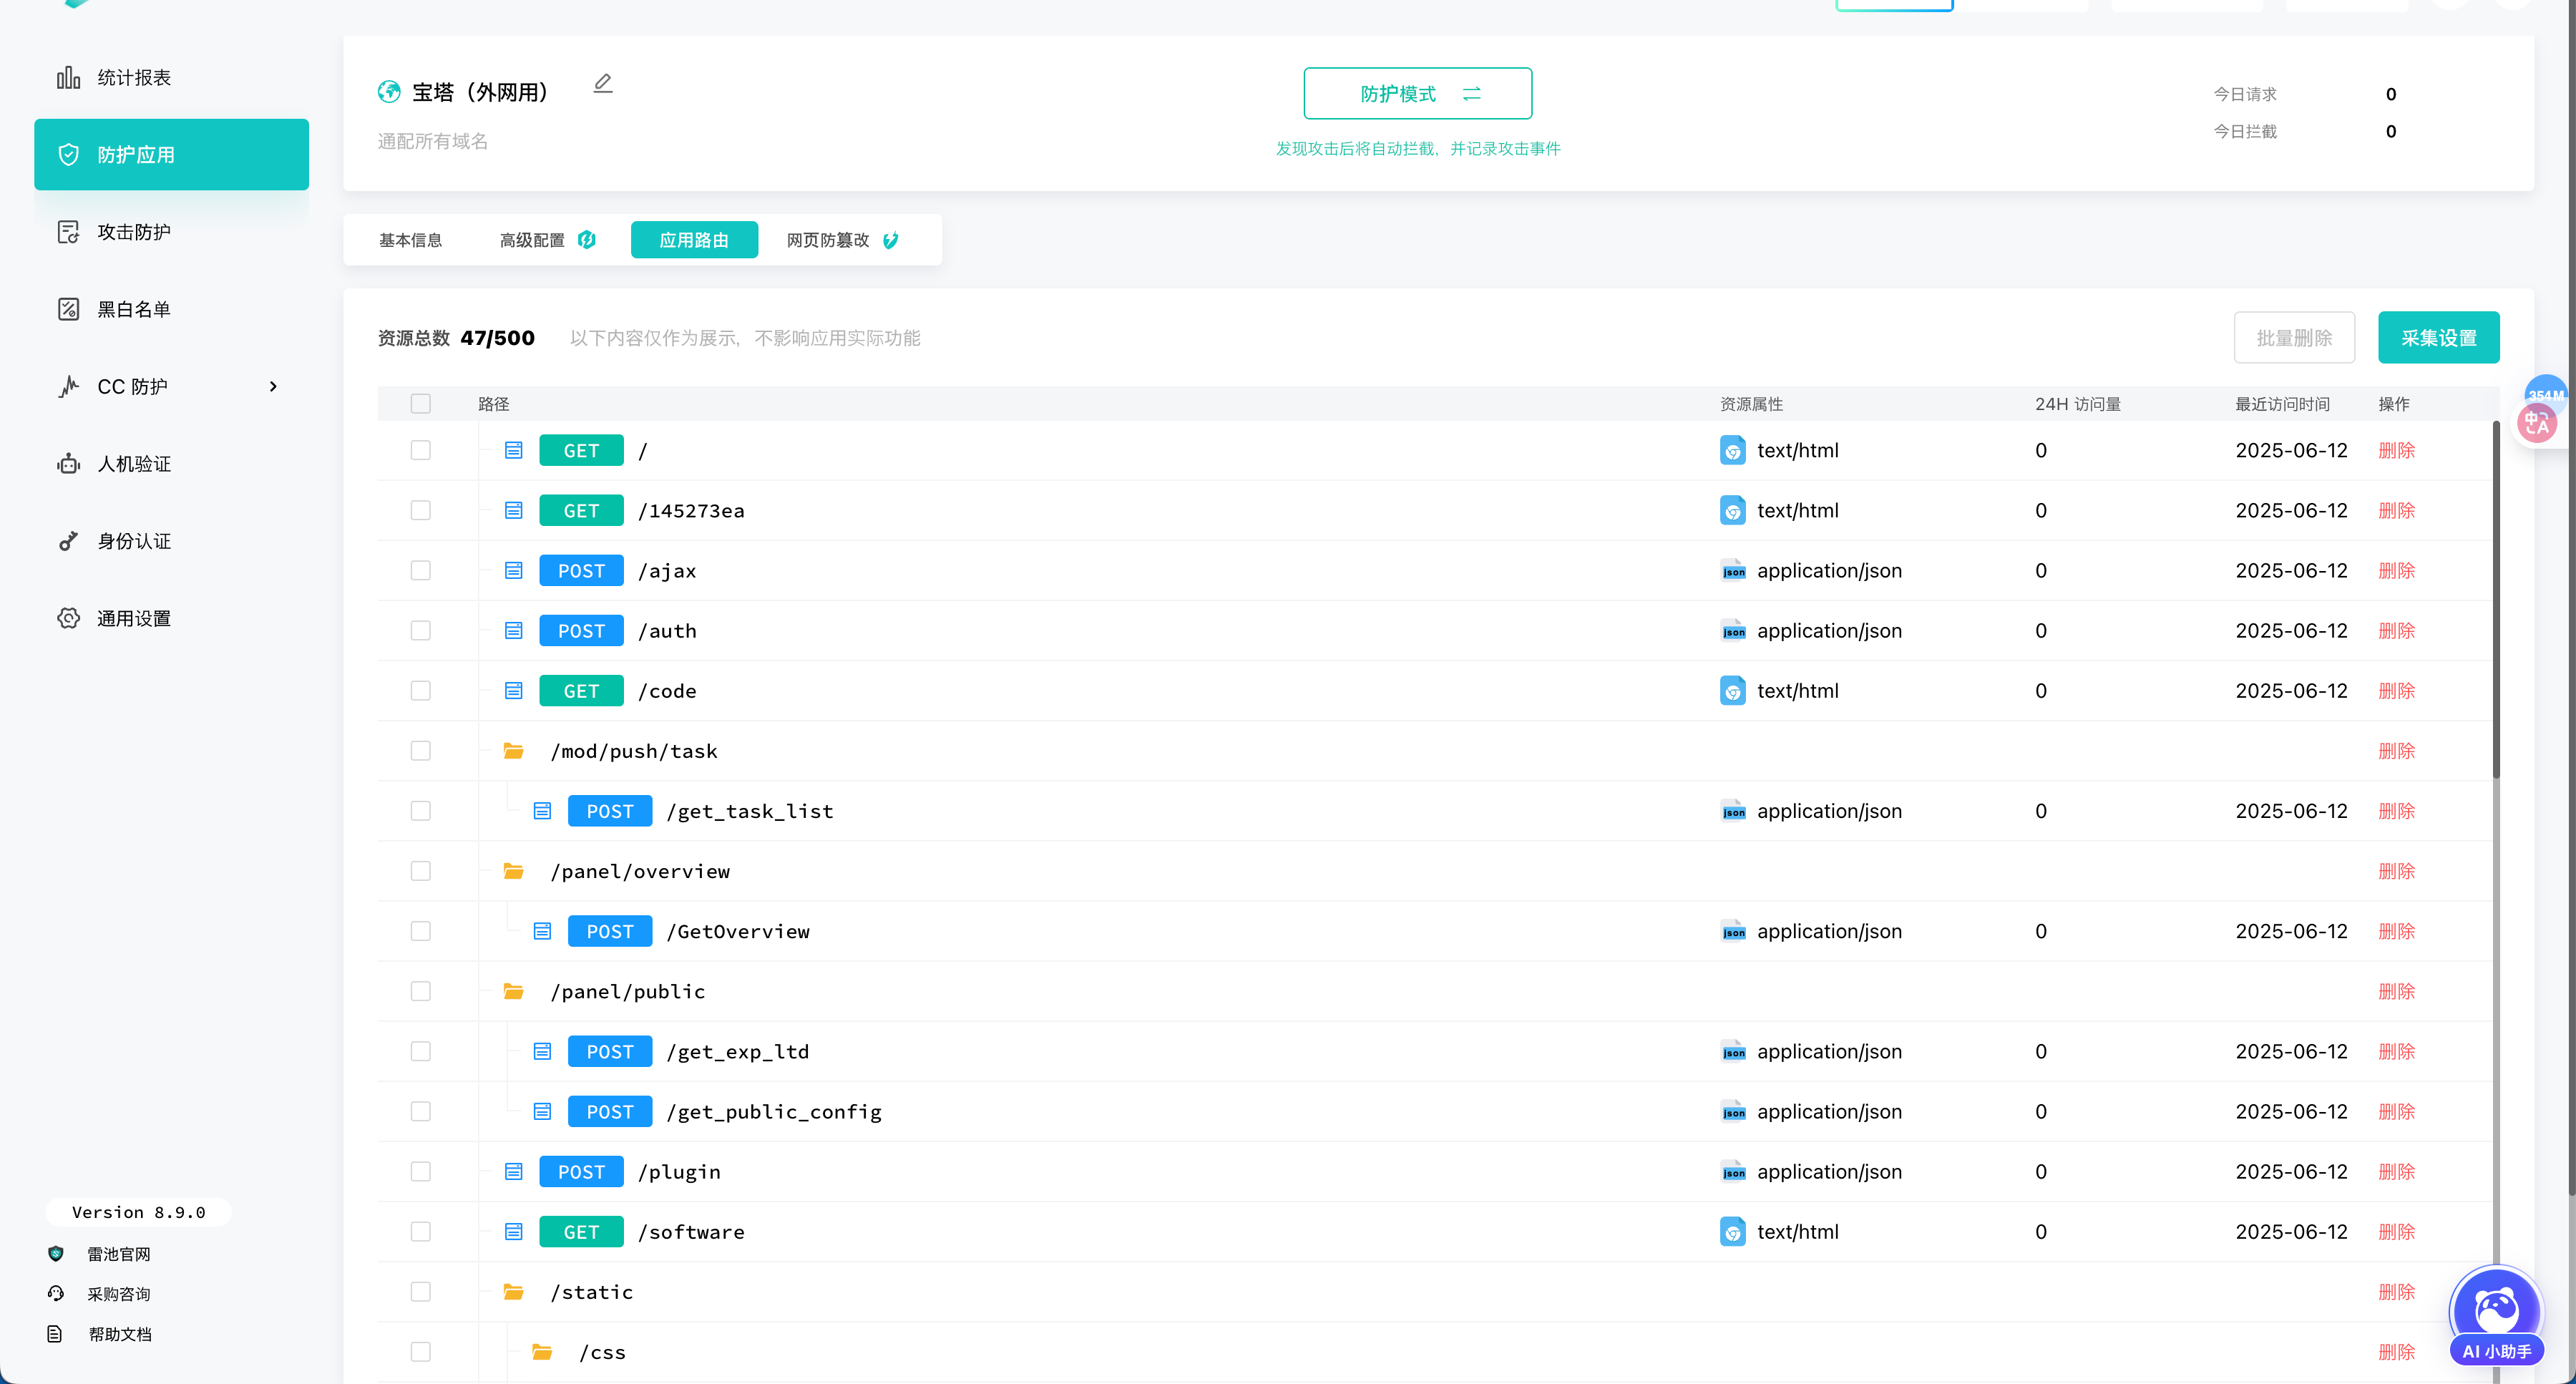 统计报表
防护应用
攻击防护
黑白名单
CC 防护
人机验证
身份认证
通用设置
Version 8.9.0
雷池官网
采购咨询
帮助文档
宝塔（外网用）
通配所有域名
防护模式
发现攻击后将自动拦截，并记录攻击事件
今日请求 0
今日拦截 0
基本信息 高级配置 应用路由 网页防篡改
资源总数 47/500 以下内容仅作为展示，不影响应用实际功能 批量删除 采集设置
路径 资源属性 24H 访问量 最近访问时间 操作
GET / text/html 0 2025-06-12 删除
GET /145273ea text/html 0 2025-06-12 删除
POST /ajax json application/json 0 2025-06-12 删除
POST /auth json application/json 0 2025-06-12 删除
GET /code text/html 0 2025-06-12 删除
/mod/push/task 删除
POST /get_task_list json application/json 0 2025-06-12 删除
/panel/overview 删除
POST /GetOverview json application/json 0 2025-06-12 删除
/panel/public 删除
POST /get_exp_ltd json application/json 0 2025-06-12 删除
POST /get_public_config json application/json 0 2025-06-12 删除
POST /plugin json application/json 0 2025-06-12 删除
GET /software text/html 0 2025-06-12 删除
/static 删除
/css 删除
354M
中A
AI 小助手